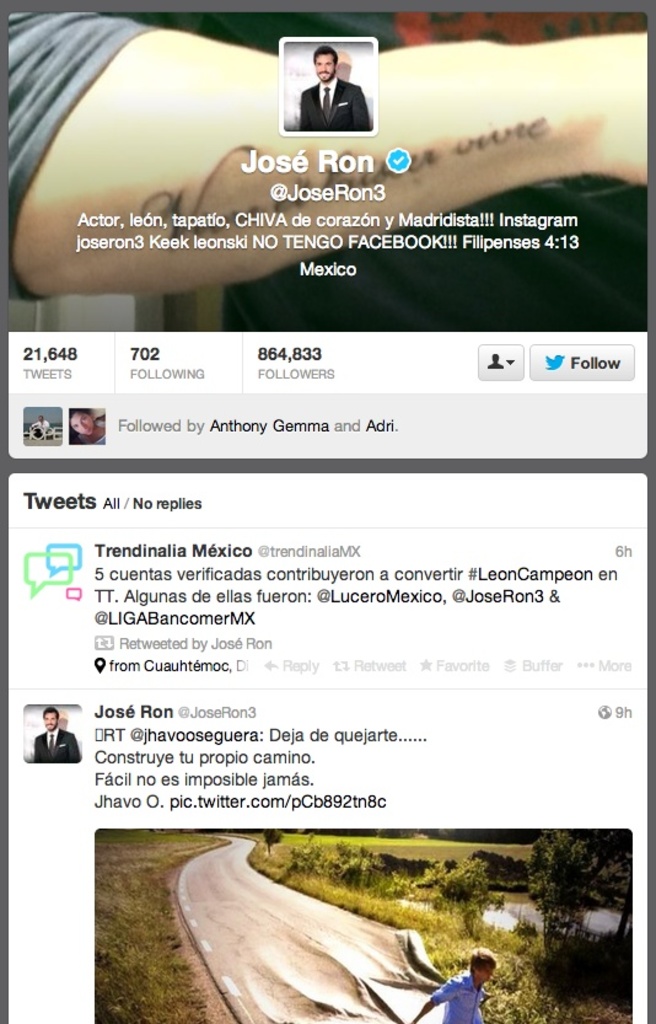 vivre
José Ron
@JoseRon3
Actor, león, tapatío, CHIVA de corazón y Madridista!!! Instagram
joseron3 Keek leonski NO TENGO FACEBOOK!!! Filipenses 4:13
Mexico
21,648
TWEETS
702
FOLLOWING
864,833
FOLLOWERS
Follow
Followed by Anthony Gemma and Adri.
Tweets All / No replies
Trendinalia México @trendinaliaMX 6h
5 cuentas verificadas contribuyeron a convertir #LeonCampeon en
TT. Algunas de ellas fueron: @LuceroMexico, @JoseRon3 &
@LIGABancomerMX
Retweeted by José Ron
from Cuauhtémoc, Di Reply Retweet Favorite Buffer More
José Ron @JoseRon3 9h
RT @jhavooseguera: Deja de quejarte......
Construye tu propio camino.
Fácil no es imposible jamás.
Jhavo O. pic.twitter.com/pCb892tn8c